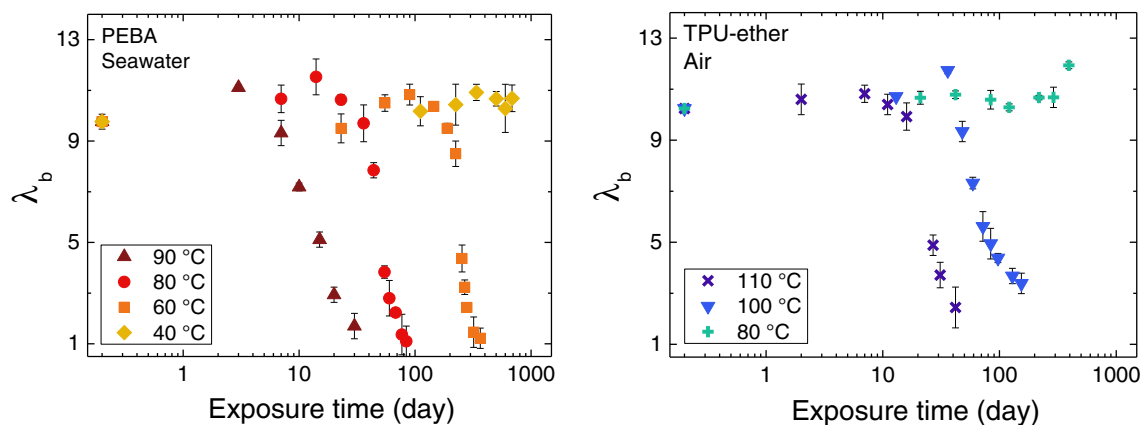 PEBA
Seawater
13
9
5
1
λb
90 °C
80 °C
60 °C
40 °C
1 10 100 1000
Exposure time (day)
TPU-ether
Air
13
9
5
1
λb
110 °C
100 °C
80 °C
1 10 100 1000
Exposure time (day)